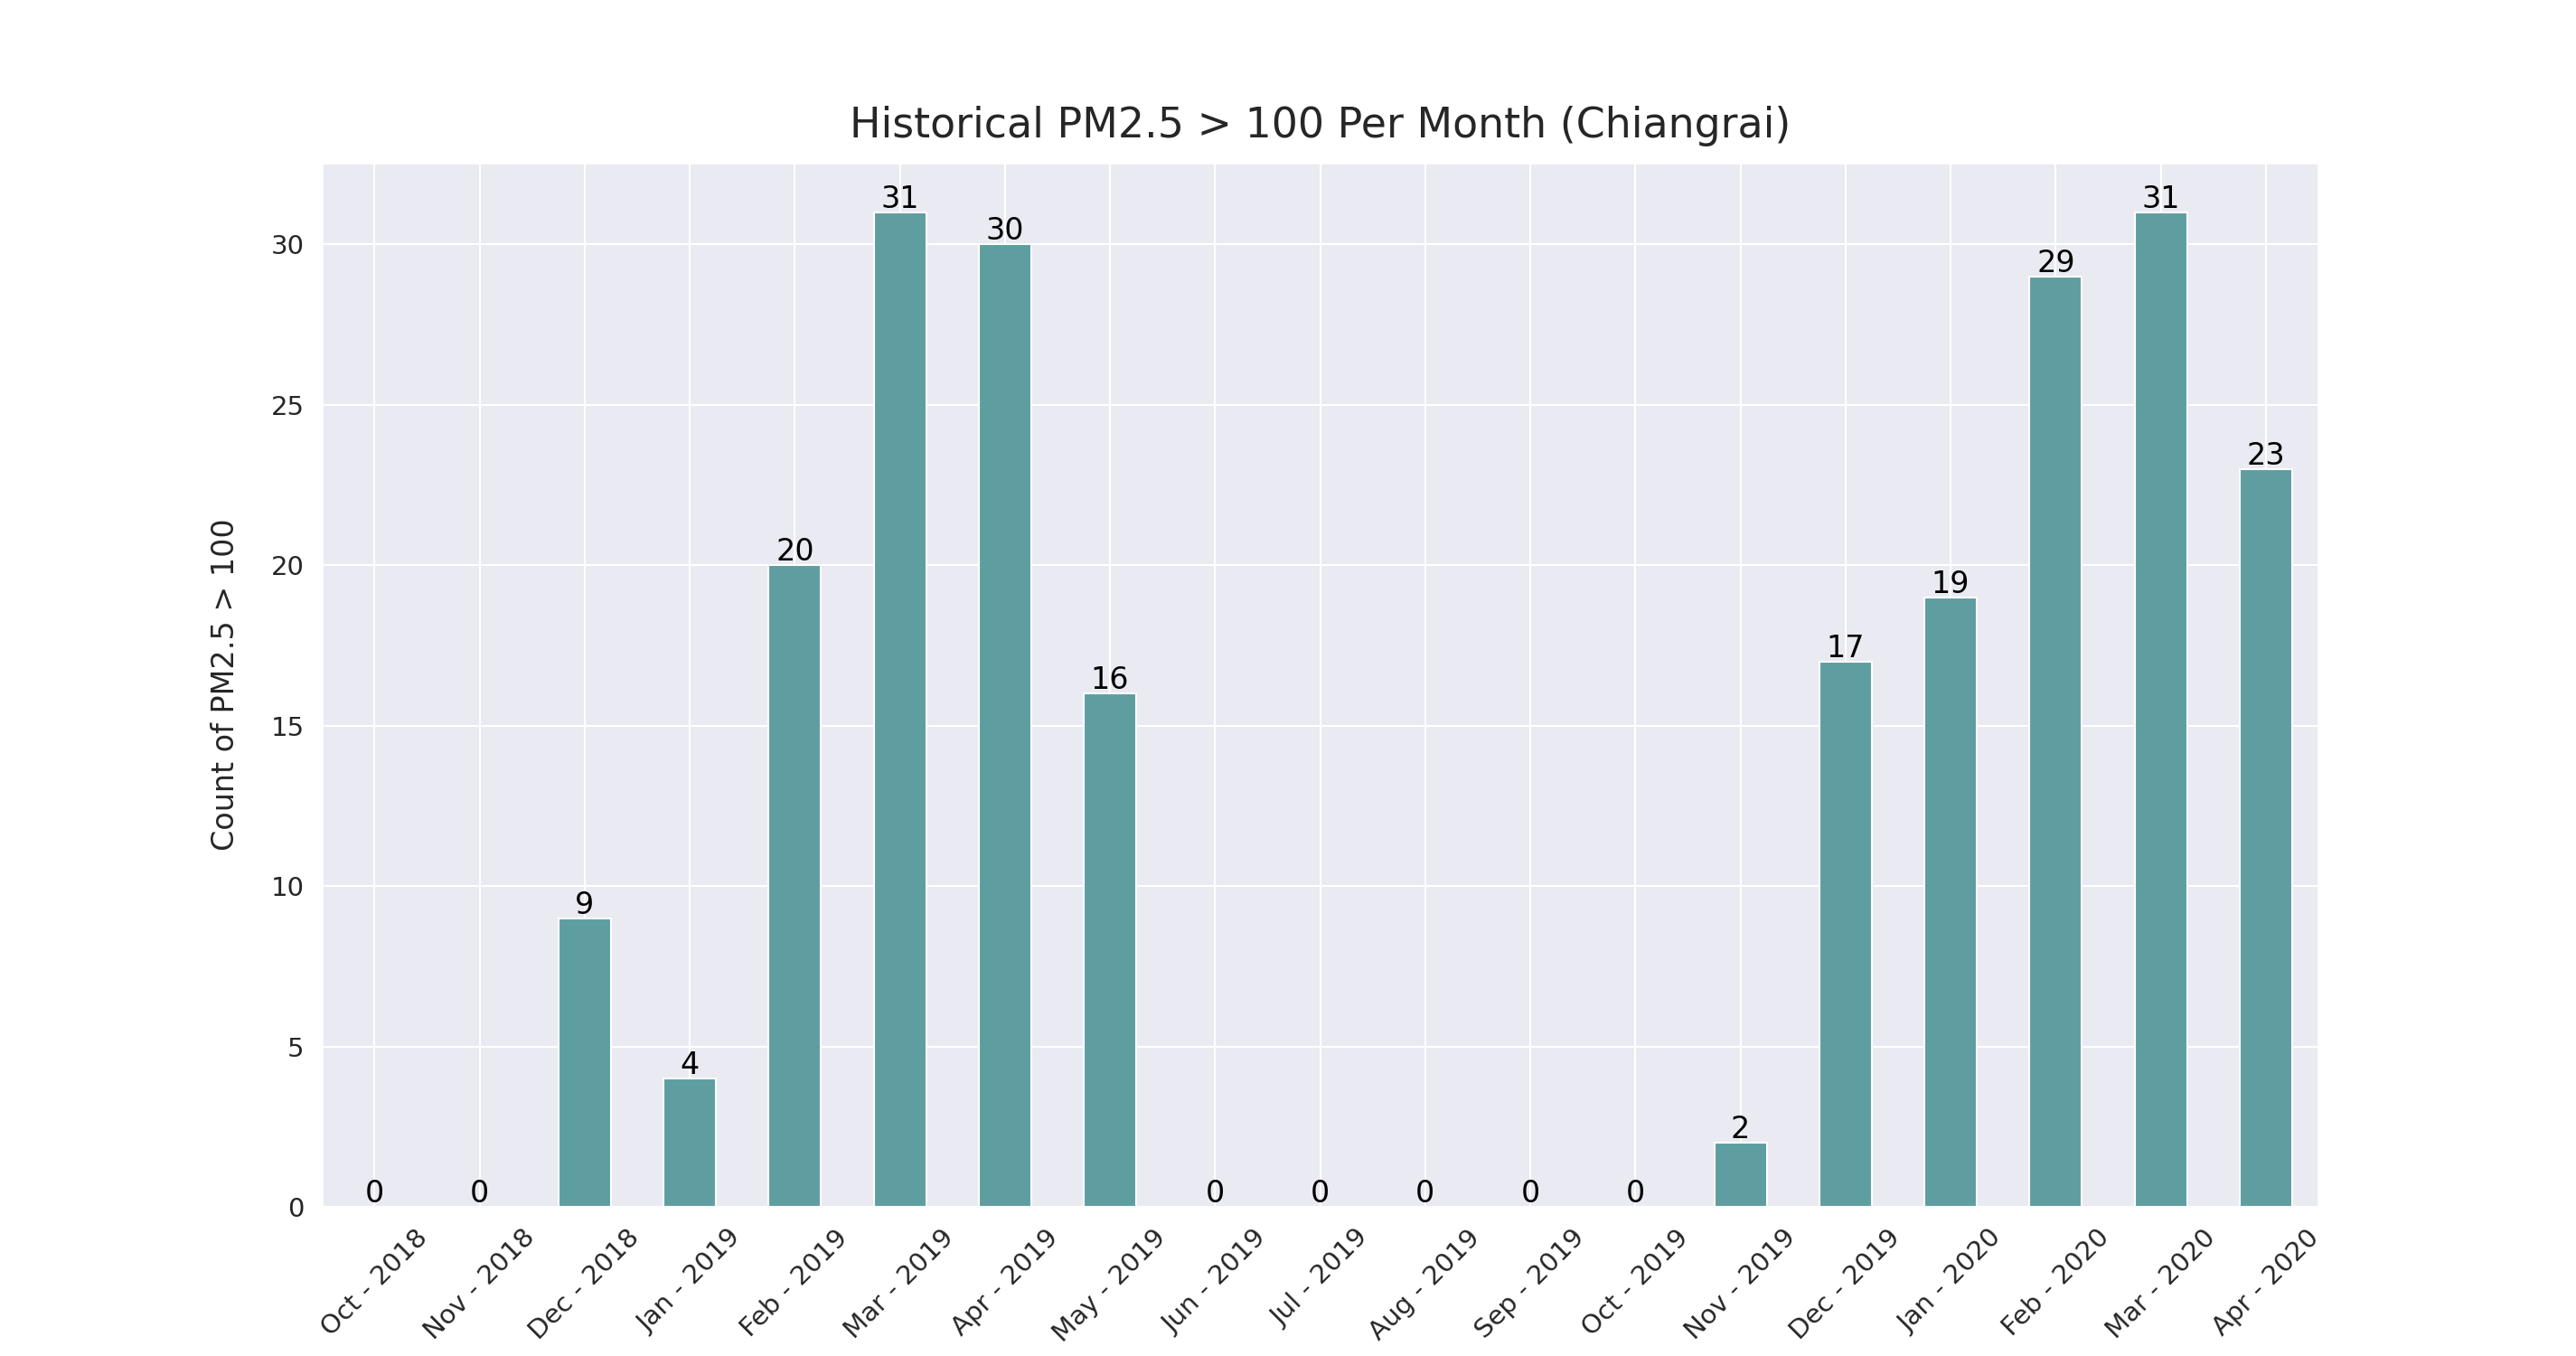 Historical PM2.5 > 100 Per Month (Chiangrai)
Count of PM2.5 > 100
30
25
20
15
10
5
0
0
0
9
4
20
31
30
16
0
0
0
0
0
2
17
19
29
31
23
Oct - 2018
Nov - 2018
Dec - 2018
Jan - 2019
Feb - 2019
Mar - 2019
Apr - 2019
May - 2019
Jun - 2019
Jul - 2019
Aug - 2019
Sep - 2019
Oct - 2019
Nov - 2019
Dec - 2019
Jan - 2020
Feb - 2020
Mar - 2020
Apr - 2020